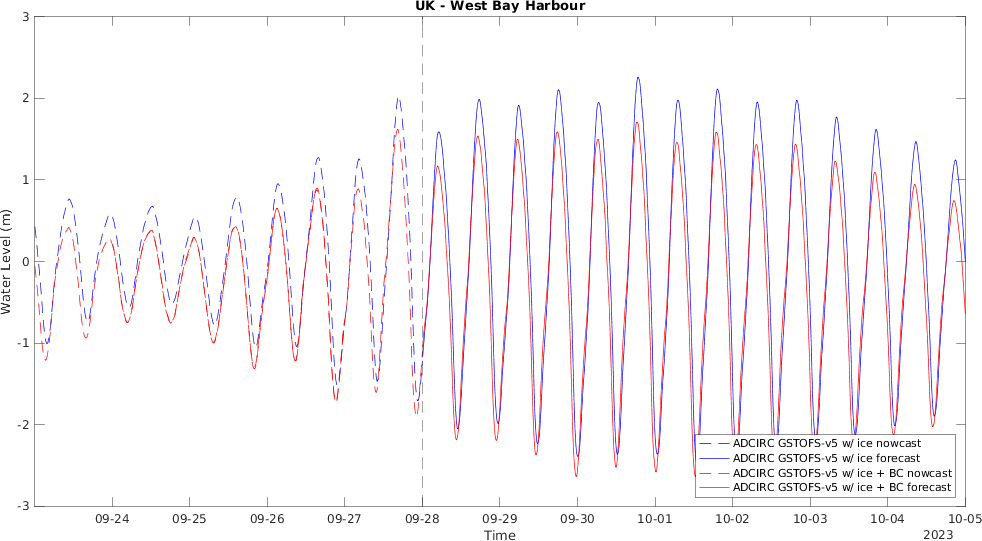 UK - West Bay Harbour
3
2
1
0
-1
-2
-3
Water Level (m)
ADCIRC GSTOFS-v5 w/ ice nowcast
ADCIRC GSTOFS-v5 w/ ice forecast
ADCIRC GSTOFS-v5 w/ ice + BC nowcast
ADCIRC GSTOFS-v5 w/ ice + BC forecast
09-24 09-25 09-26 09-27 09-28 09-29 09-30 10-01 10-02 10-03 10-04 10-05
Time
2023